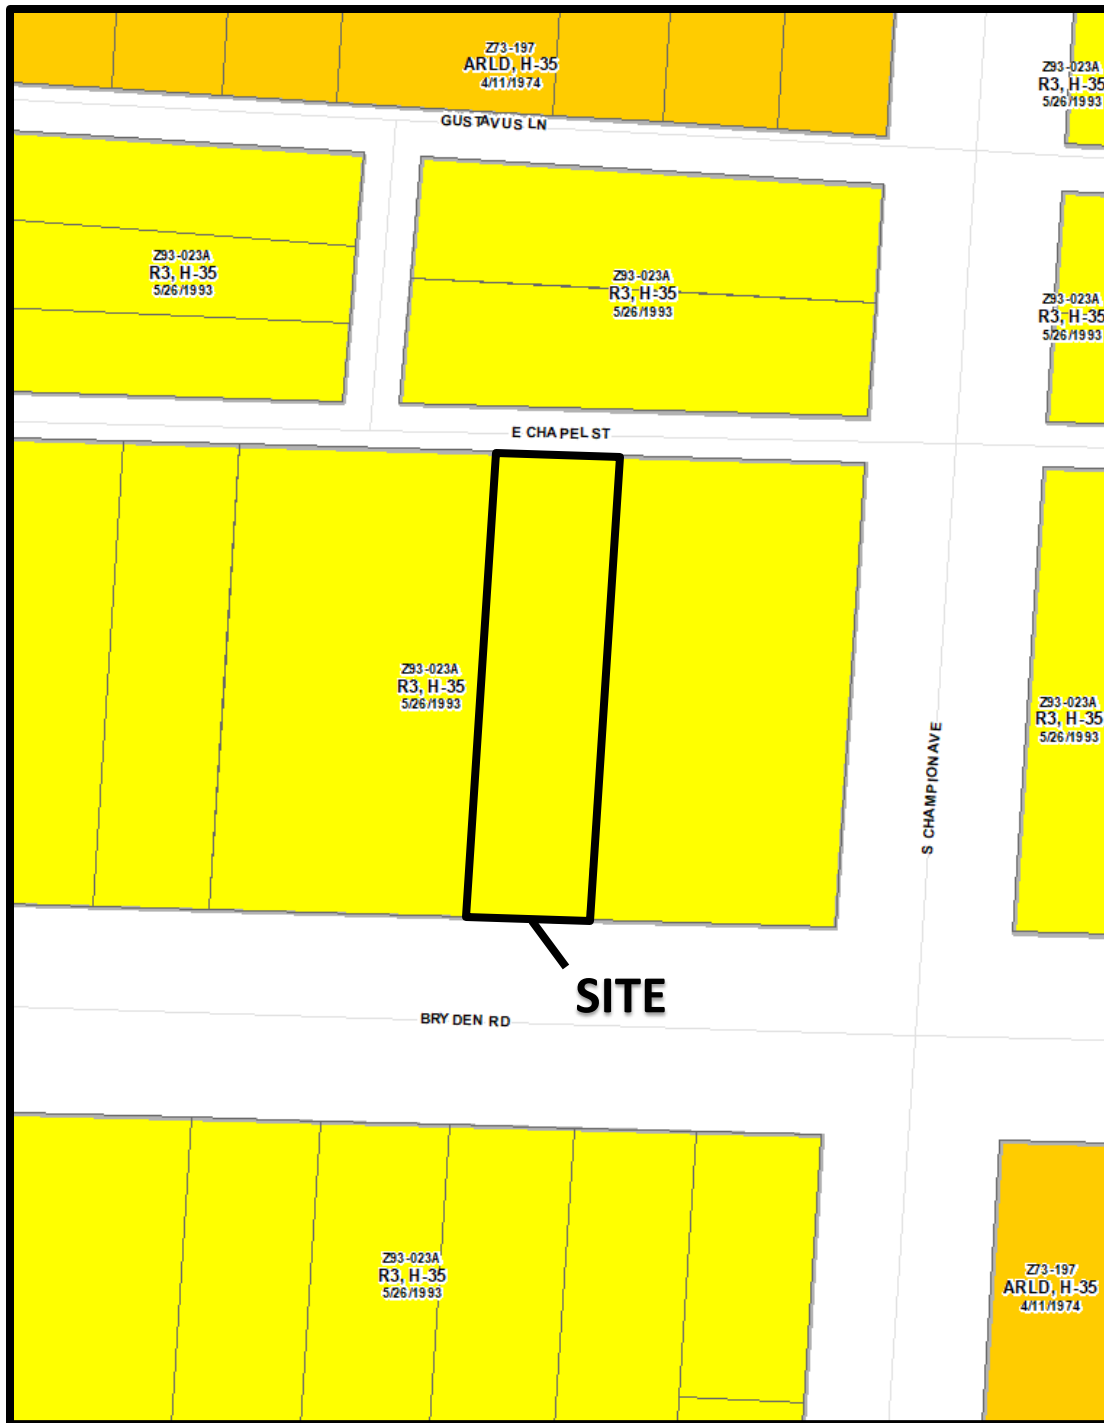 Z73-197
ARLD, H-35
4/11/1974
Z93-023A
R3, H-35
5/26/1993
GUSTAVUS LN
Z93-023A
R3, H-35
5/26/1993
Z93-023A
R3, H-35
5/26/1993
Z93-023A
R3, H-35
5/26/1993
E CHAPEL ST
Z93-023A
R3, H-35
5/26/1993
Z93-023A
R3, H-35
5/26/1993
S CHAMPION AVE
SITE
BRYDEN RD
Z93-023A
R3, H-35
5/26/1993
Z73-197
ARLD, H-35
4/11/1974